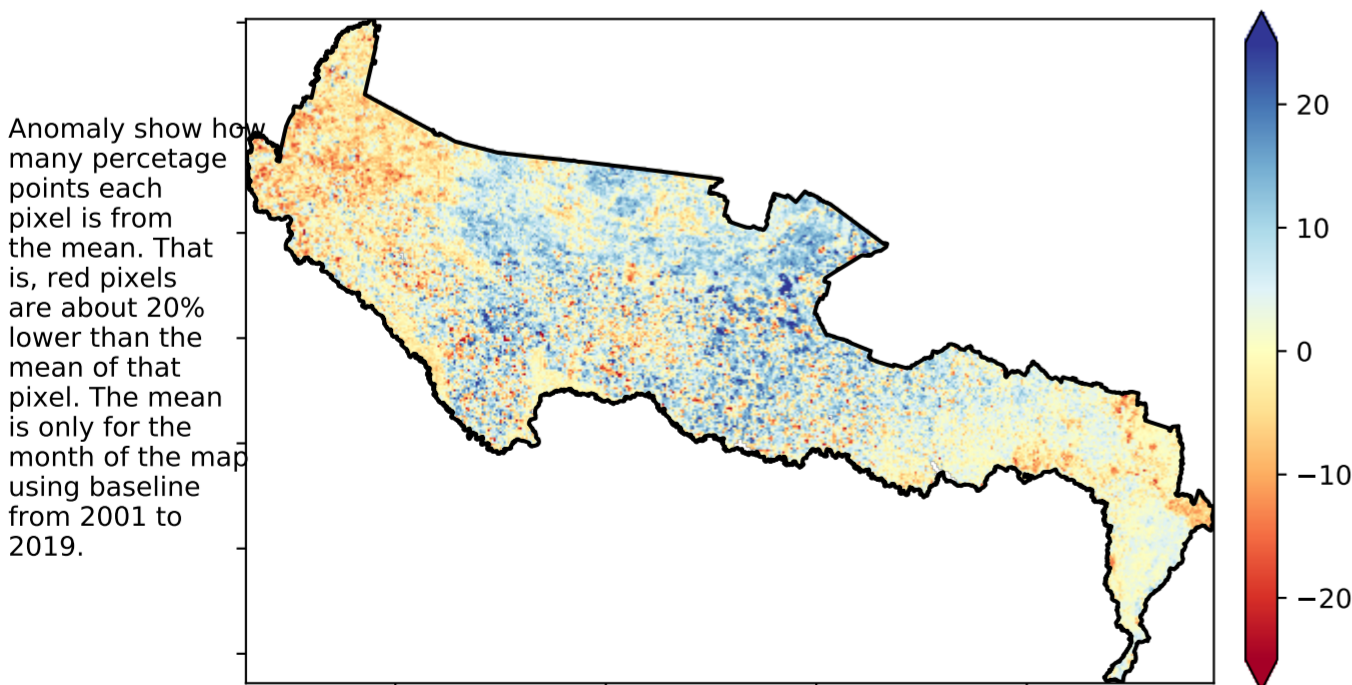 Anomaly show how
many percetage
points each
pixel is from
the mean. That
is, red pixels
are about 20%
lower than the
mean of that
pixel. The mean
is only for the
month of the map
using baseline
from 2001 to
2019.
20
10
0
−10
−20